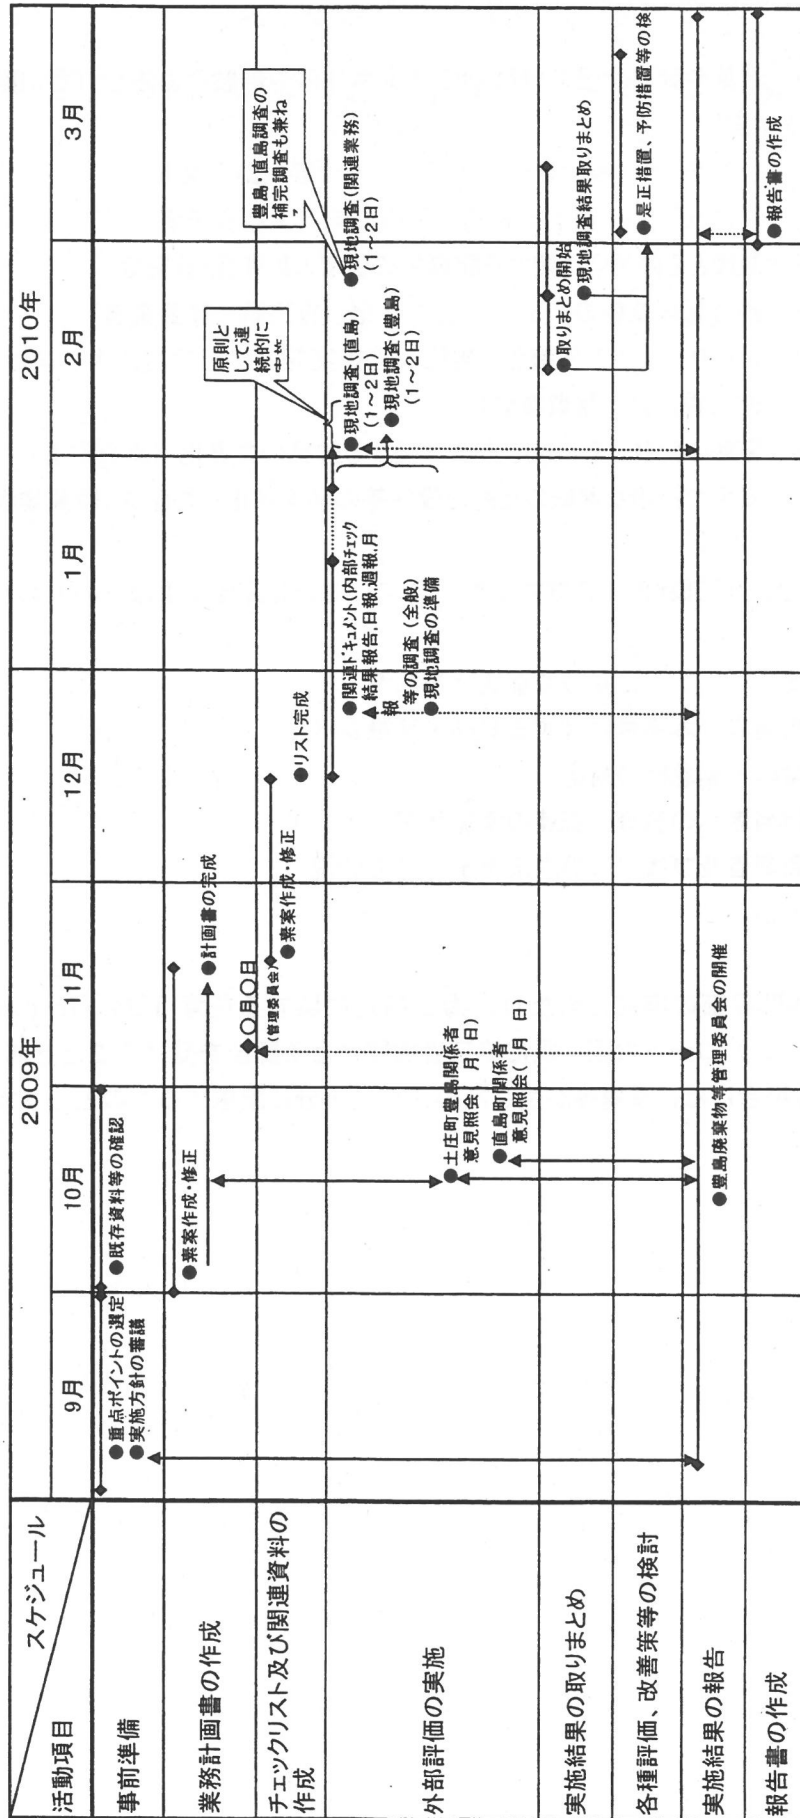 スケジュール
活動項目
2009年
2010年
9月
10月
11月
12月
1月
2月
3月
事前準備
●重点ポイントの選定
●実施方針の審議
●既存資料等の確認
業務計画書の作成
●素案作成・修正
●計画書の完成
チェックリスト及び関連資料の
作成
◆〇月〇日
(管理委員会)
●素案作成・修正
●リスト完成
外部評価の実施
●土庄町豊島関係者
意見照会( 月 日)
●直島町関係者
意見照会( 月 日)
●関連ドキュメント(内部チェック
結果報告,日報,週報,月
報
等の調査(全般)
●現地調査の準備
原則と
して連
続的に
●現地調査(直島)
(1~2日)
●現地調査(豊島)
(1~2日)
豊島・直島調査の
補完調査も兼ね
●現地調査(関連業務)
(1~2日)
実施結果の取りまとめ
●取りまとめ開始
●現地調査結果取りまとめ
各種評価、改善策等の検討
●是正措置、予防措置等の検
実施結果の報告
●豊島廃棄物等管理委員会の開催
報告書の作成
●報告書の作成